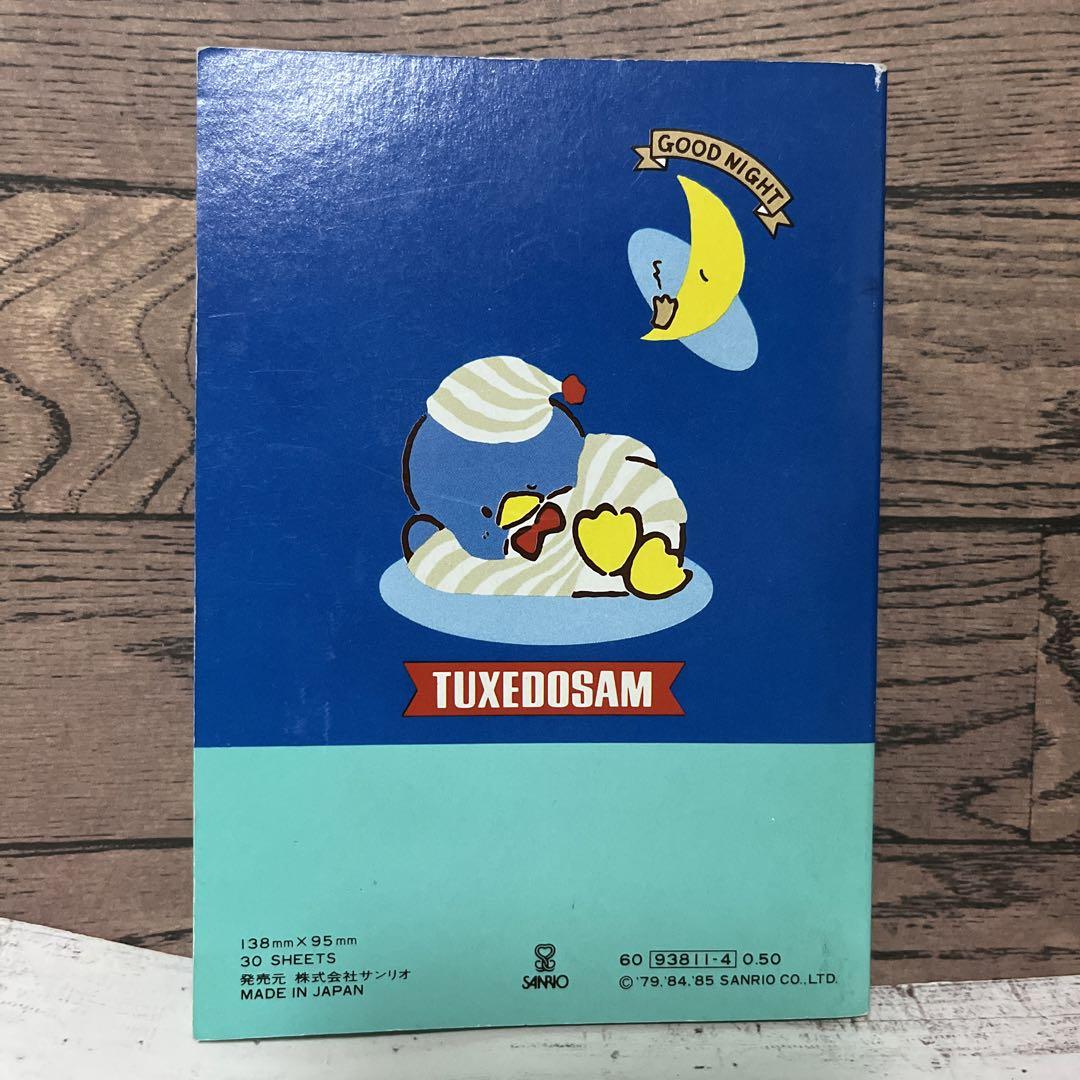 GOOD NIGHT
TUXEDOSAM
138mm×95mm
30 SHEETS
発売元 株式会社サンリオ
MADE IN JAPAN
SANRIO
60 93811-4 0.50
© '79,'84,'85 SANRIO CO.,LTD.